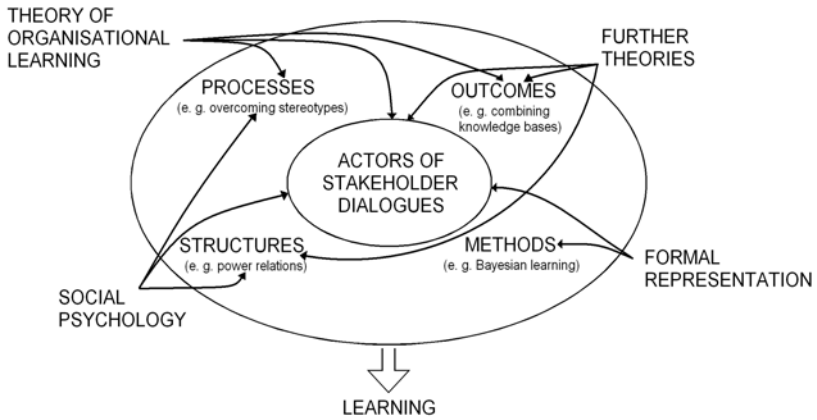 THEORY OF
ORGANISATIONAL
LEARNING
FURTHER
THEORIES
PROCESSES
(e. g. overcoming stereotypes)
OUTCOMES
(e. g. combining
knowledge bases)
ACTORS OF
STAKEHOLDER
DIALOGUES
STRUCTURES
(e. g. power relations)
METHODS
(e. g. Bayesian learning)
SOCIAL
PSYCHOLOGY
FORMAL
REPRESENTATION
LEARNING